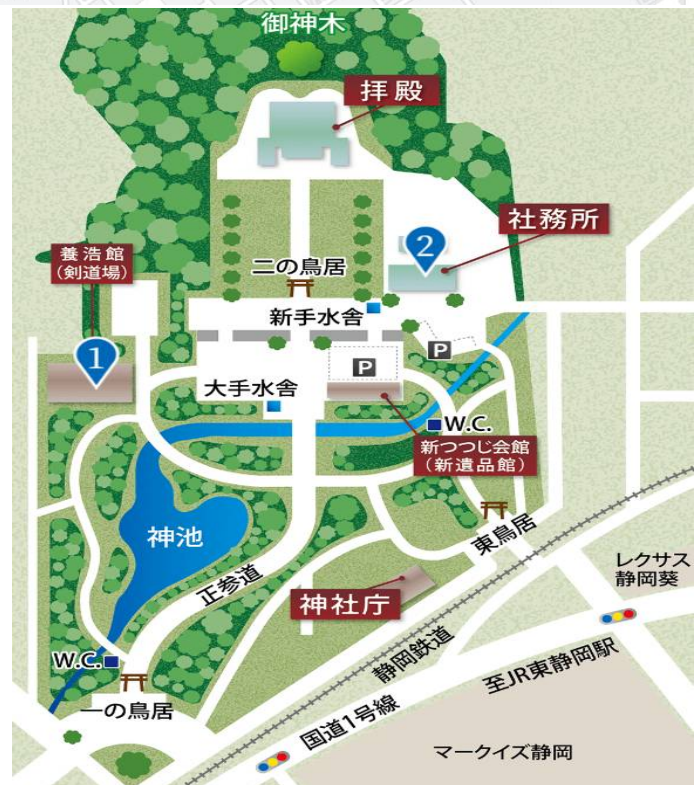 御神木
拝殿
社務所
2
養浩館
(剣道場)
二の鳥居
新手水舎
1
P
P
大手水舎
W.C.
新つつじ会館
(新遺品館)
神池
東鳥居
正参道
レクサス
静岡葵
神社庁
静岡鉄道
W.C.
至JR東静岡駅
一の鳥居
国道1号線
マークイズ静岡